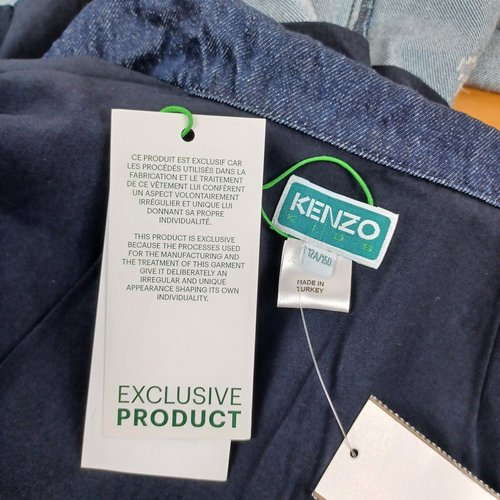 CE PRODUIT EST EXCLUSIF CAR
LES PROCÉDÉS UTILISÉS DANS LA
FABRICATION ET LE TRAITEMENT
DE CE VÊTEMENT LUI CONFÈRENT
UN ASPECT VOLONTAIREMENT
IRRÉGULIER ET UNIQUE LUI
DONNANT SA PROPRE
INDIVIDUALITÉ.
THIS PRODUCT IS EXCLUSIVE
BECAUSE THE PROCESSES USED
FOR THE MANUFACTURING AND
THE TREATMENT OF THIS GARMENT
GIVE IT DELIBERATELY AN
IRREGULAR AND UNIQUE
APPEARANCE SHAPING ITS OWN
INDIVIDUALITY.
EXCLUSIVE
PRODUCT
KENZO
KIDS
12A/150
MADE IN
TURKEY